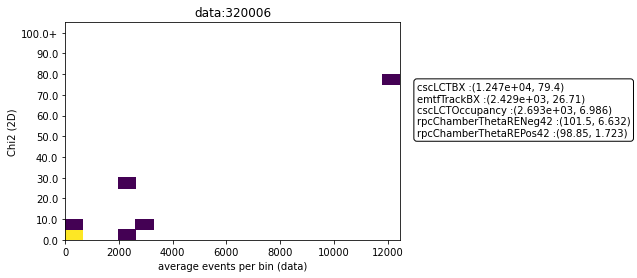 data:320006
100.0+
90.0
80.0
70.0
60.0
50.0
40.0
30.0
20.0
10.0
0.0
Chi2 (2D)
0 2000 4000 6000 8000 10000 12000
average events per bin (data)
cscLCTBX :(1.247e+04, 79.4)
emtfTrackBX :(2.429e+03, 26.71)
cscLCTOccupancy :(2.693e+03, 6.986)
rpcChamberThetaRENeg42 :(101.5, 6.632)
rpcChamberThetaREPos42 :(98.85, 1.723)